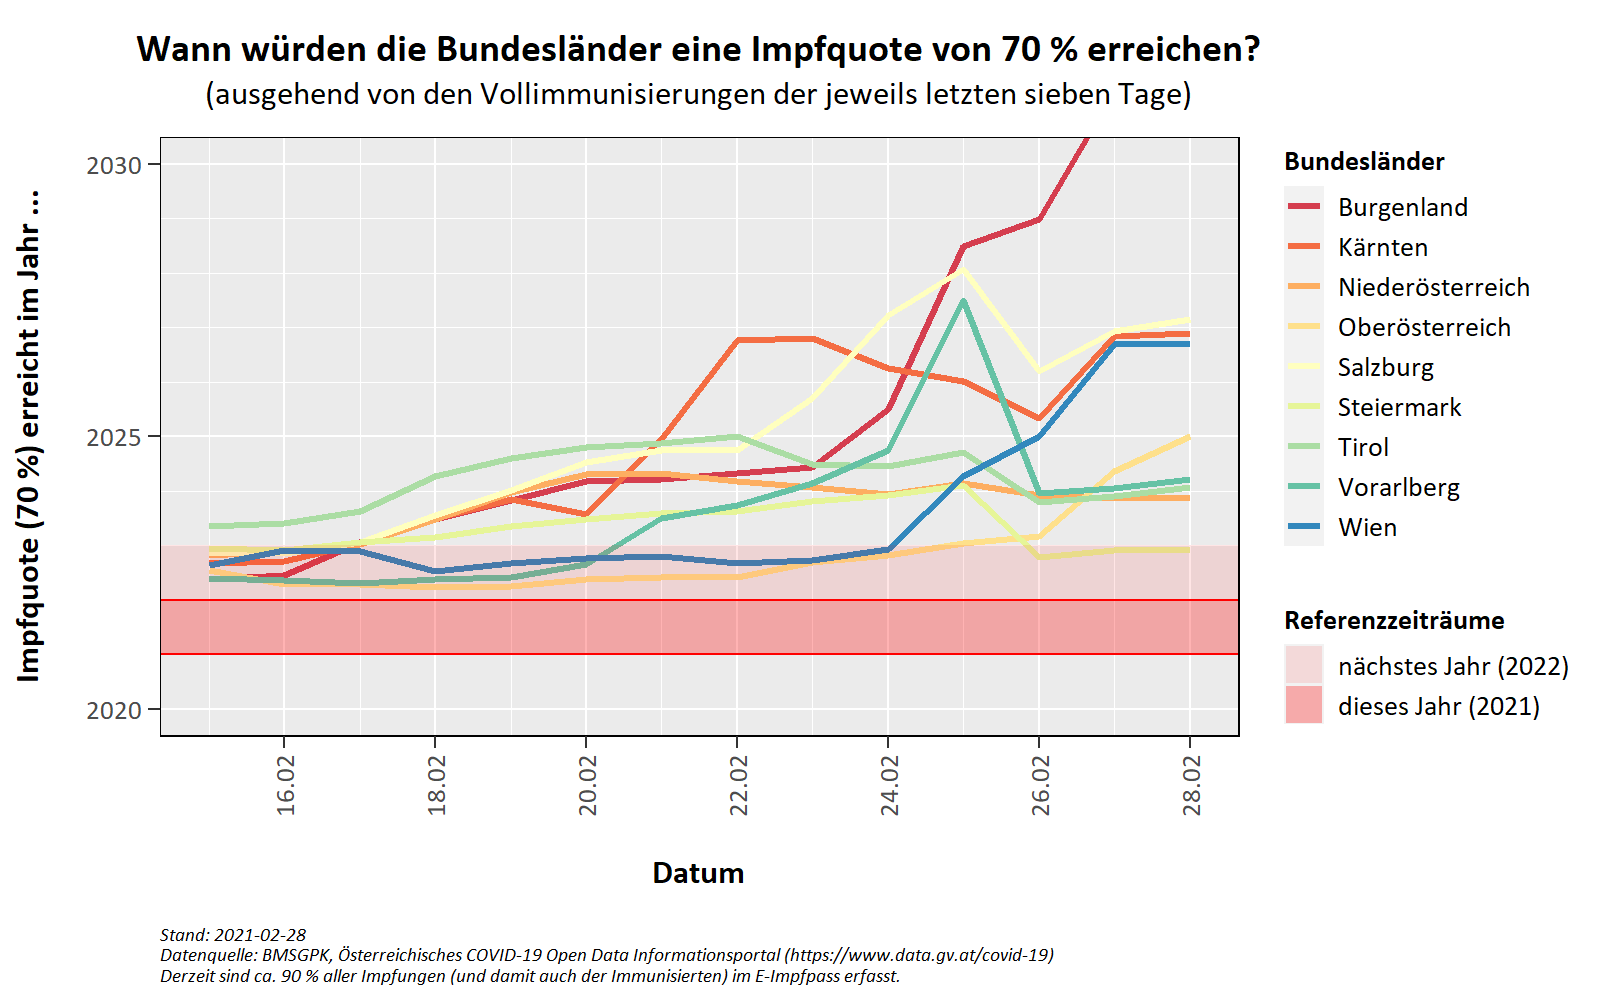 Wann würden die Bundesländer eine Impfquote von 70 % erreichen?
(ausgehend von den Vollimmunisierungen der jeweils letzten sieben Tage)
Impfquote (70 %) erreicht im Jahr ...
2030
2025
2020
16.02
18.02
20.02
22.02
24.02
26.02
28.02
Datum
Bundesländer
Burgenland
Kärnten
Niederösterreich
Oberösterreich
Salzburg
Steiermark
Tirol
Vorarlberg
Wien
Referenzzeiträume
nächstes Jahr (2022)
dieses Jahr (2021)
Stand: 2021-02-28
Datenquelle: BMSGPK, Österreichisches COVID-19 Open Data Informationsportal (https://www.data.gv.at/covid-19)
Derzeit sind ca. 90 % aller Impfungen (und damit auch der Immunisierten) im E-Impfpass erfasst.